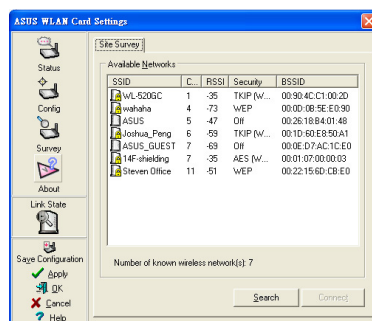 ASUS WLAN Card Settings
Status
Config
Survey
About
Link State
Save Configuration
Apply
OK
Cancel
Help
Site Survey
Available Networks
SSID C... RSSI Security BSSID
WL-520GC 1 -35 TKIP (W... 00:90:4C:C1:00:2D
wahaha 4 -73 WEP 00:0D:0B:5E:E0:90
ASUS 5 -47 Off 00:26:18:B4:01:48
Joshua_Peng 6 -59 TKIP (W... 1D:60:E8:50:A1
ASUS_GUEST 7 -69 Off 00:0E:D7:AC:1C:E0
14F-shielding 7 -35 AES (W... 00:01:07:00:00:03
Steven Office 11 -51 WEP 00:22:15:6D:CB:E0
Number of known wireless network(s): 7
Search
Connect